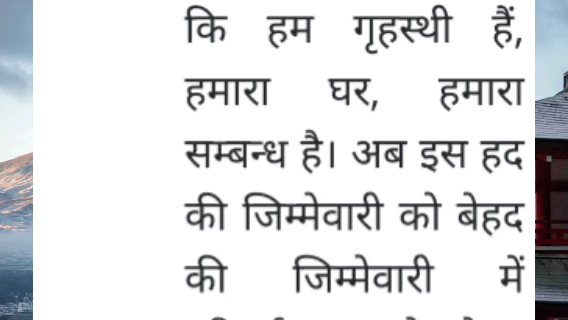 कि हम गृहस्थी हैं,
हमारा घर, हमारा
सम्बन्ध है। अब इस हद
की जिम्मेवारी को बेहद
की जिम्मेवारी में